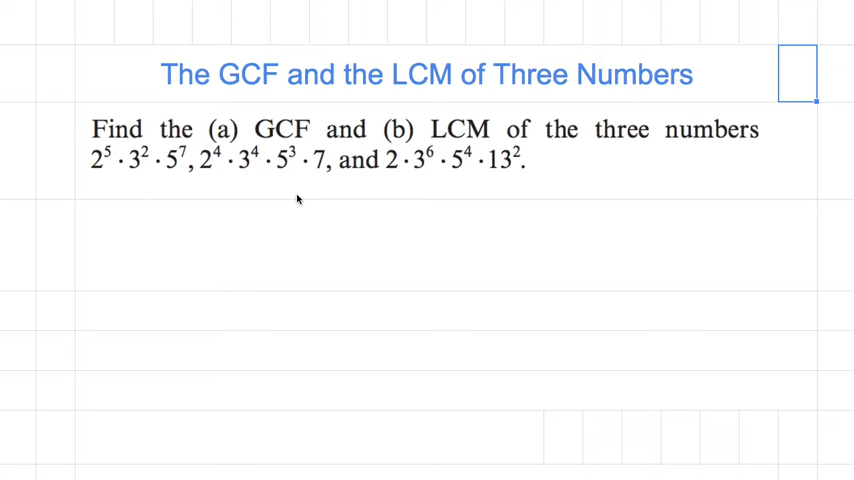 The GCF and the LCM of Three Numbers
Find the (a) GCF and (b) LCM of the three numbers
2⁵ · 3² · 5⁷, 2⁴ · 3⁴ · 5³ · 7, and 2 · 3⁶ · 5⁴ · 13².